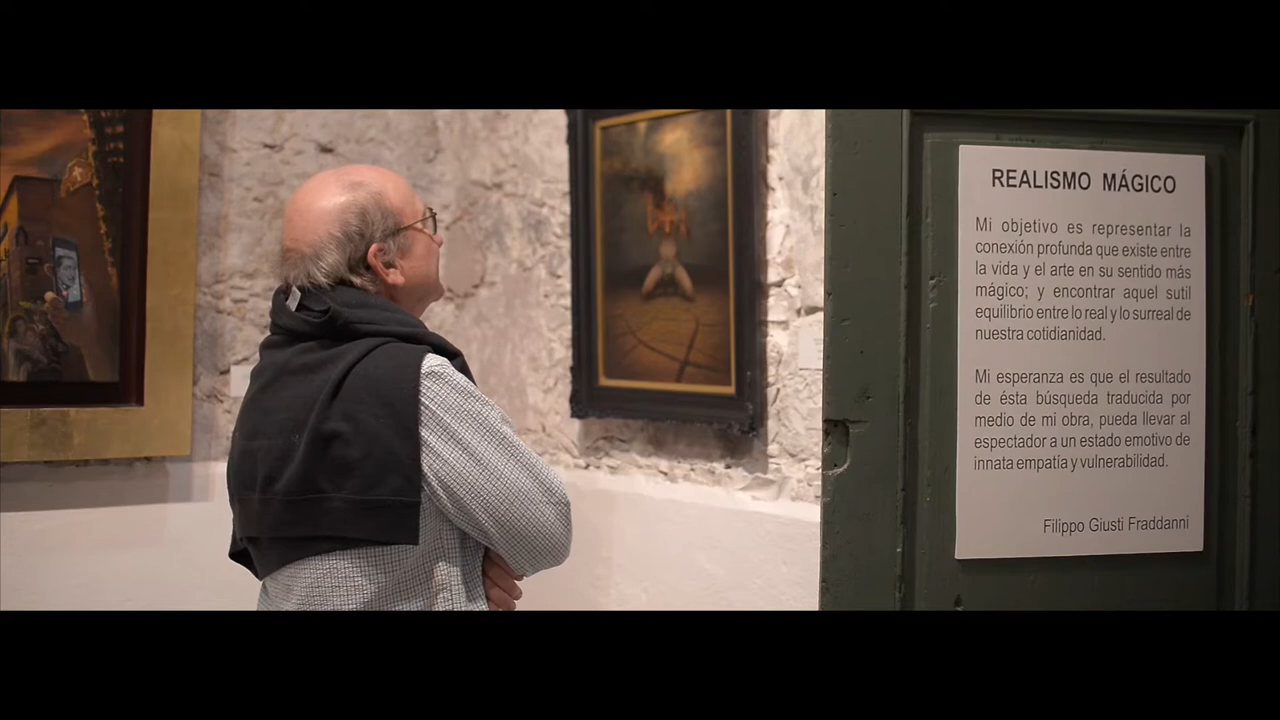 REALISMO MÁGICO
Mi objetivo es representar la
conexión profunda que existe entre
la vida y el arte en su sentido más
mágico; y encontrar aquel sutil
equilibrio entre lo real y lo surreal de
nuestra cotidianidad.
Mi esperanza es que el resultado
de ésta búsqueda traducida por
medio de mi obra, pueda llevar al
espectador a un estado emotivo de
innata empatía y vulnerabilidad.
Filippo Giusti Fraddanni